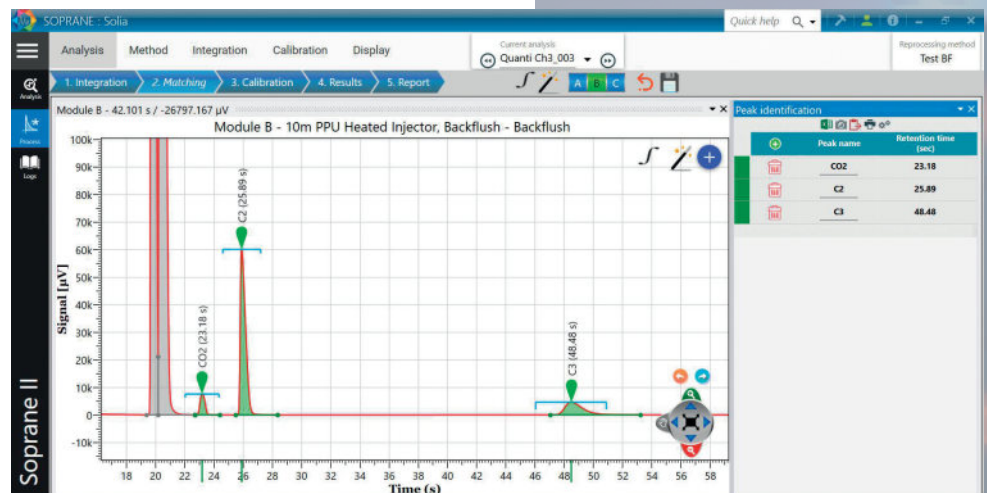 SOPRANE : Solia
Quick help
Analysis Method Integration Calibration Display
Current analysis
Quanti Ch3_003
Reprocessing method
Test BF
Analysis
Process
Logs
Soprane II
1. Integration 2. Matching 3. Calibration 4. Results 5. Report
A B C
Module B - 42.101 s / -26797.167 µV
Module B - 10m PPU Heated Injector, Backflush - Backflush
Signal [µV]
100k
90k
80k
70k
60k
50k
40k
30k
20k
10k
0
-10k
CO2 (23.18 s)
C2 (25.89 s)
C3 (48.48 s)
18 20 22 24 26 28 30 32 34 36 38 40 42 44 46 48 50 52 54 56 58
Time (s)
Peak identification
Peak name Retention time (sec)
CO2 23.18
C2 25.89
C3 48.48